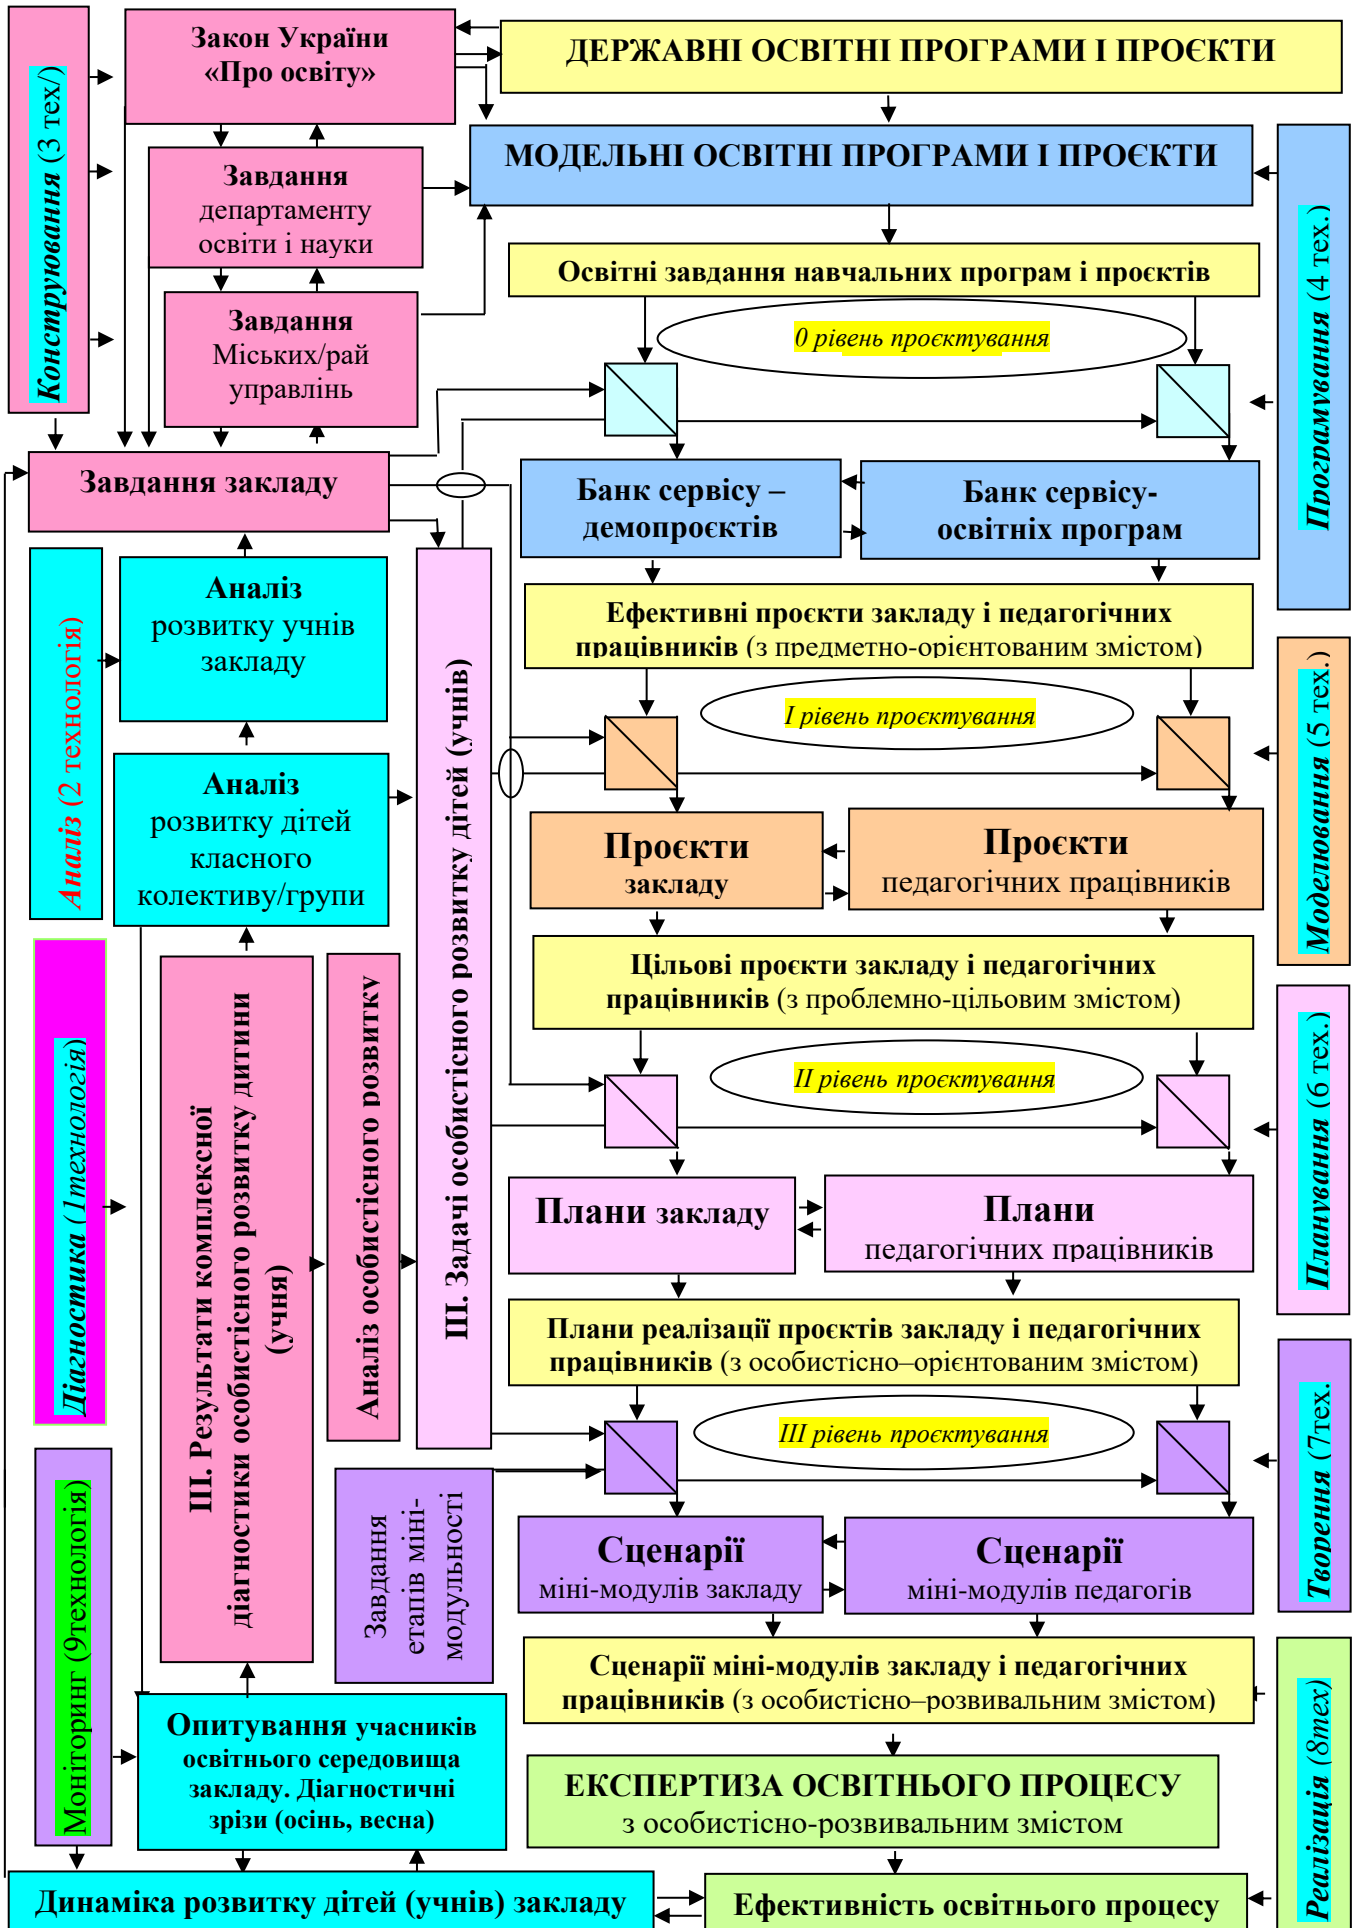 Закон України
«Про освіту»
ДЕРЖАВНІ ОСВІТНІ ПРОГРАМИ І ПРОЄКТИ
Конструювання (3 тех/)
МОДЕЛЬНІ ОСВІТНІ ПРОГРАМИ І ПРОЄКТИ
Завдання
департаменту
освіти і науки
Програмування (4 тех.)
Освітні завдання навчальних програм і проєктів
Завдання
Міських/рай
управлінь
0 рівень проєктування
Завдання закладу
Банк сервісу –
демопроєктів
Банк сервісу-
освітніх програм
Аналіз (2 технологія)
Аналіз
розвитку учнів
закладу
ІІІ. Задачі особистісного розвитку дітей (учнів)
Ефективні проєкти закладу і педагогічних
працівників (з предметно-орієнтованим змістом)
Моделювання (5 тех.)
І рівень проєктування
Аналіз
розвитку дітей
класного
колективу/групи
Проєкти
закладу
Проєкти
педагогічних працівників
Діагностика (1технологія)
ІІІ. Результати комплексної
діагностики особистісного розвитку дитини
(учня)
Аналіз особистісного розвитку
Цільові проєкти закладу і педагогічних
працівників (з проблемно-цільовим змістом)
Планування (6 тех.)
ІІ рівень проєктування
Плани закладу
Плани
педагогічних працівників
Плани реалізації проєктів закладу і педагогічних
працівників (з особистісно–орієнтованим змістом)
Творення (7тех.
ІІІ рівень проєктування
Моніторинг (9технологія)
Завдання
етапів міні-
модульності
Сценарії
міні-модулів закладу
Сценарії
міні-модулів педагогів
Сценарії міні-модулів закладу і педагогічних
працівників (з особистісно–розвивальним змістом)
Реалізація (8тех)
Опитування учасників
освітнього середовища
закладу. Діагностичні
зрізи (осінь, весна)
ЕКСПЕРТИЗА ОСВІТНЬОГО ПРОЦЕСУ
з особистісно-розвивальним змістом
Динаміка розвитку дітей (учнів) закладу
Ефективність освітнього процесу